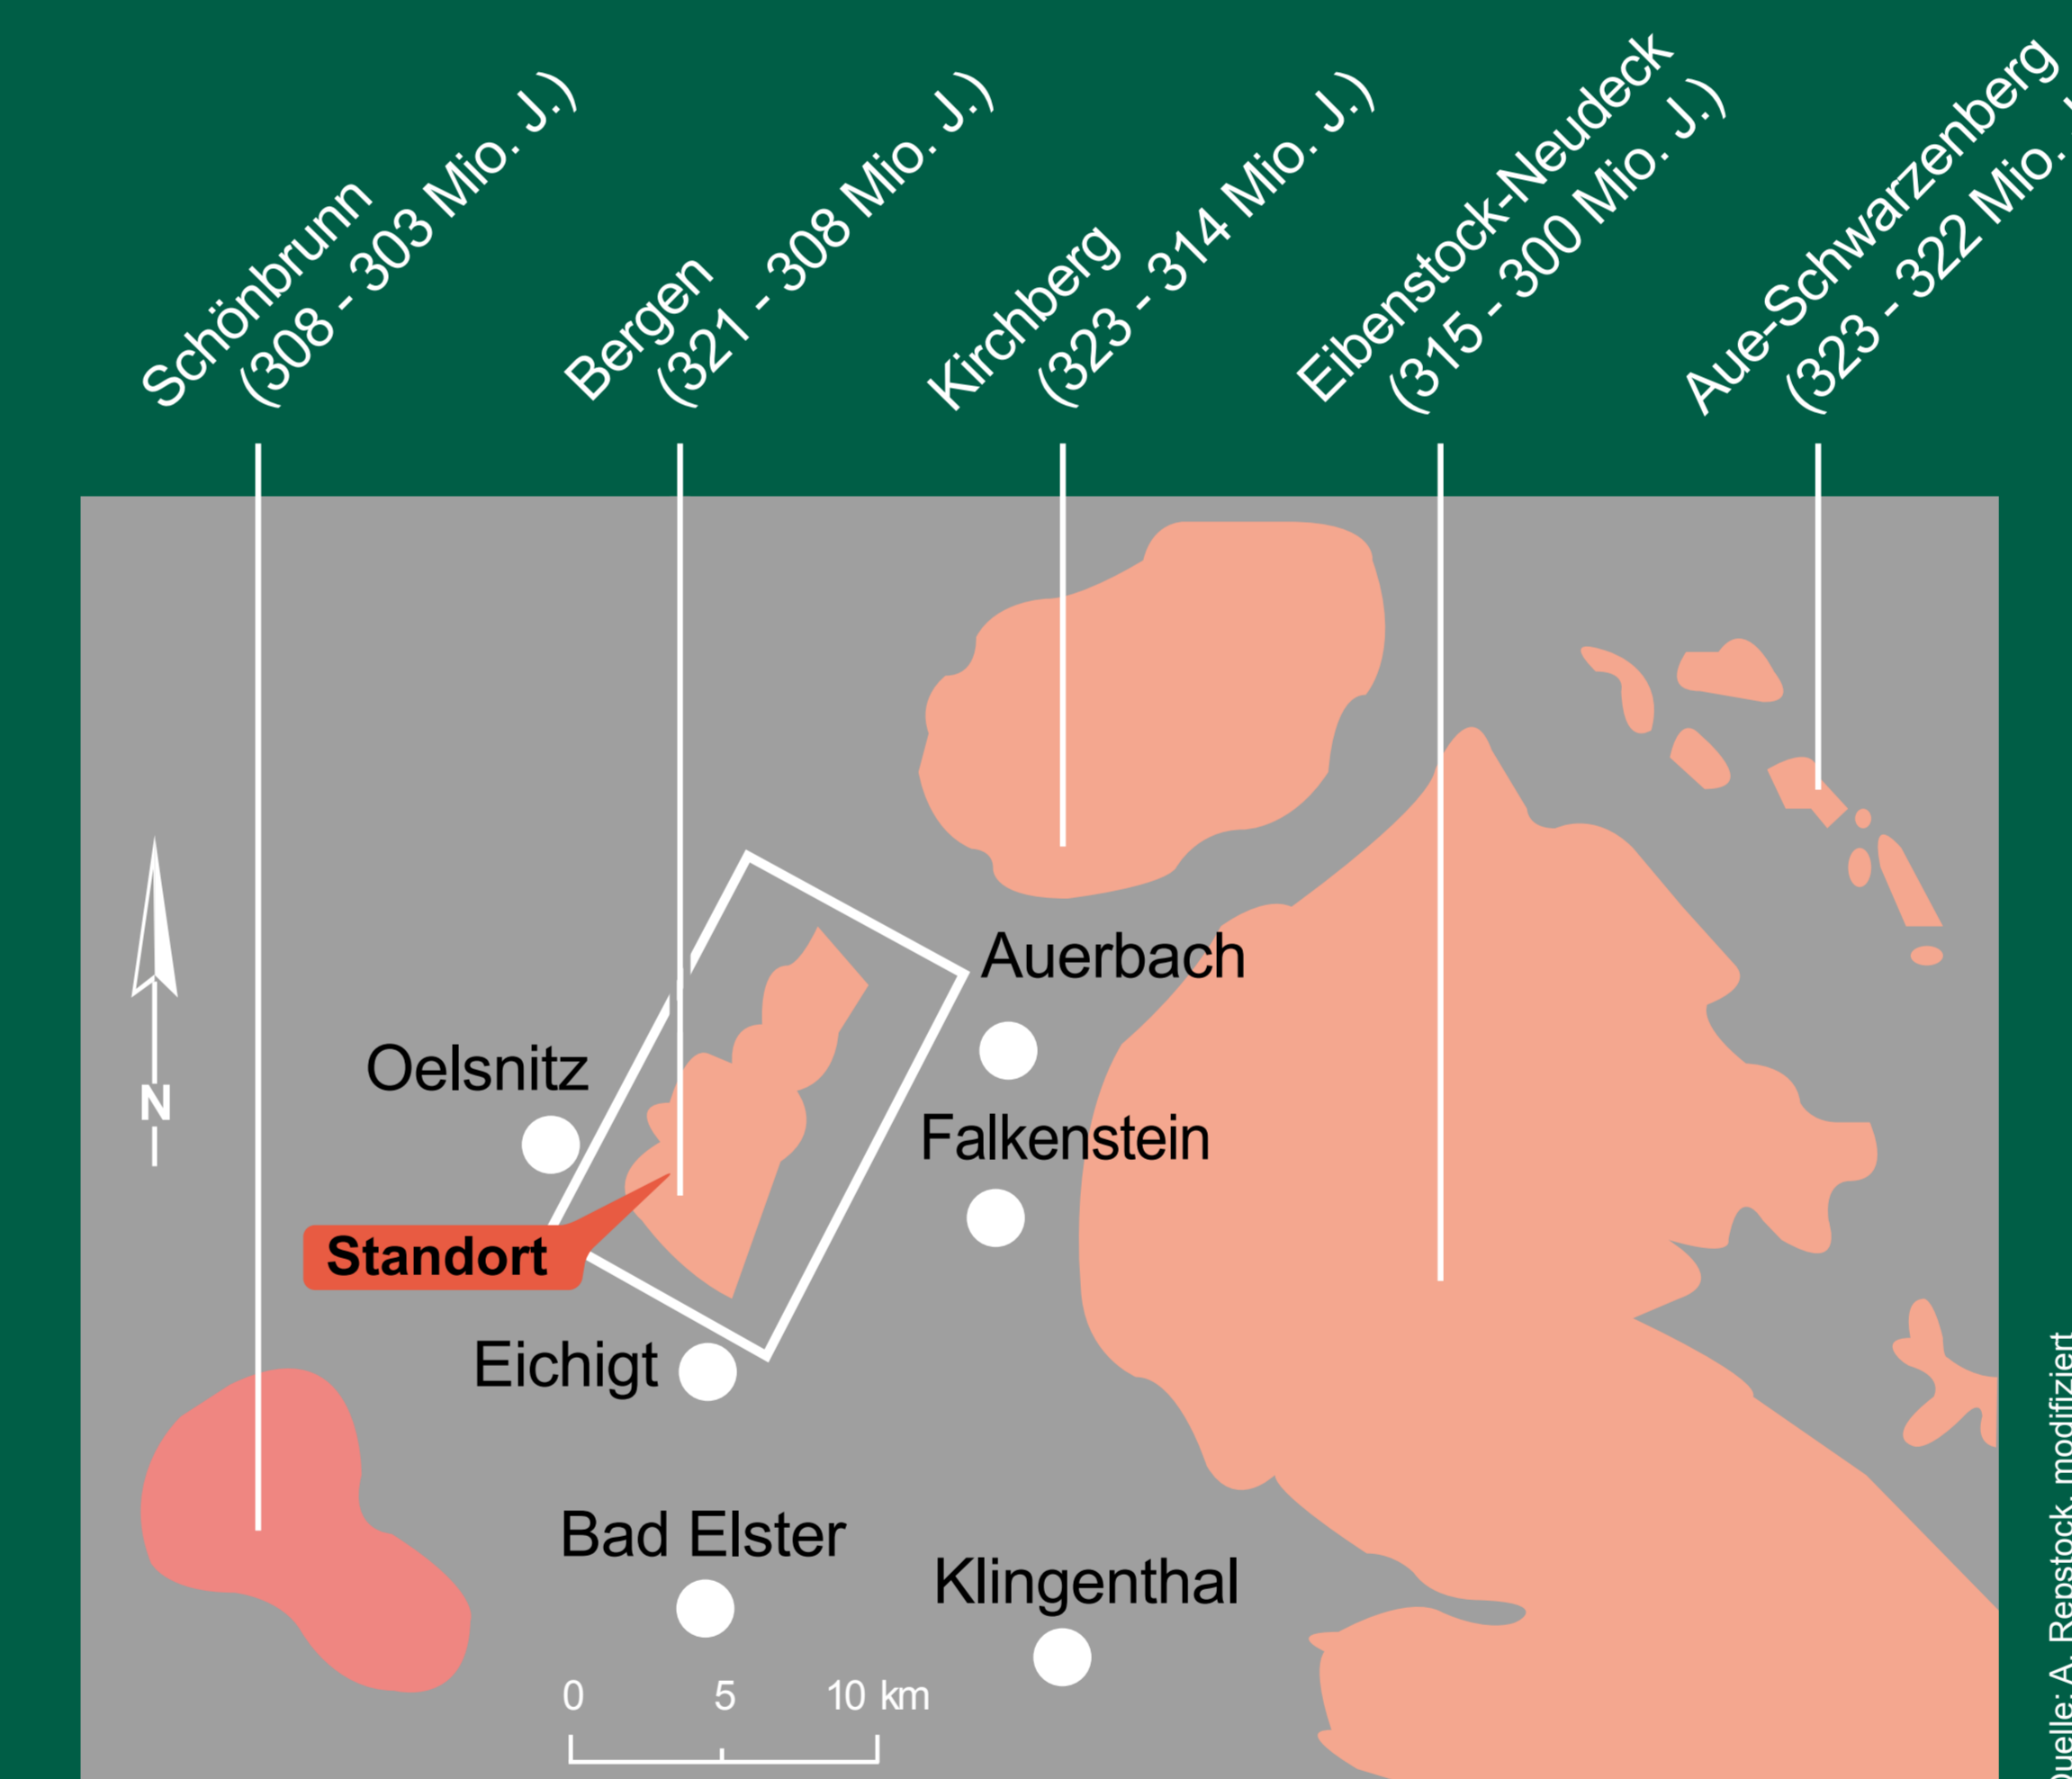 Schönbrunn
(308 - 303 Mio. J.)
Bergen
(321 - 308 Mio. J.)
Kirchberg
(323 - 314 Mio. J.)
Eibenstock-Neudeck
(315 - 300 Mio. J.)
Aue-Schwarzenberg
(323 - 322 Mio.
Auerbach
Oelsnitz
N
Falkenstein
Standort
Eichigt
Bad Elster
Klingenthal
0 5 10 km
Quelle: A. Repstock, modifiziert